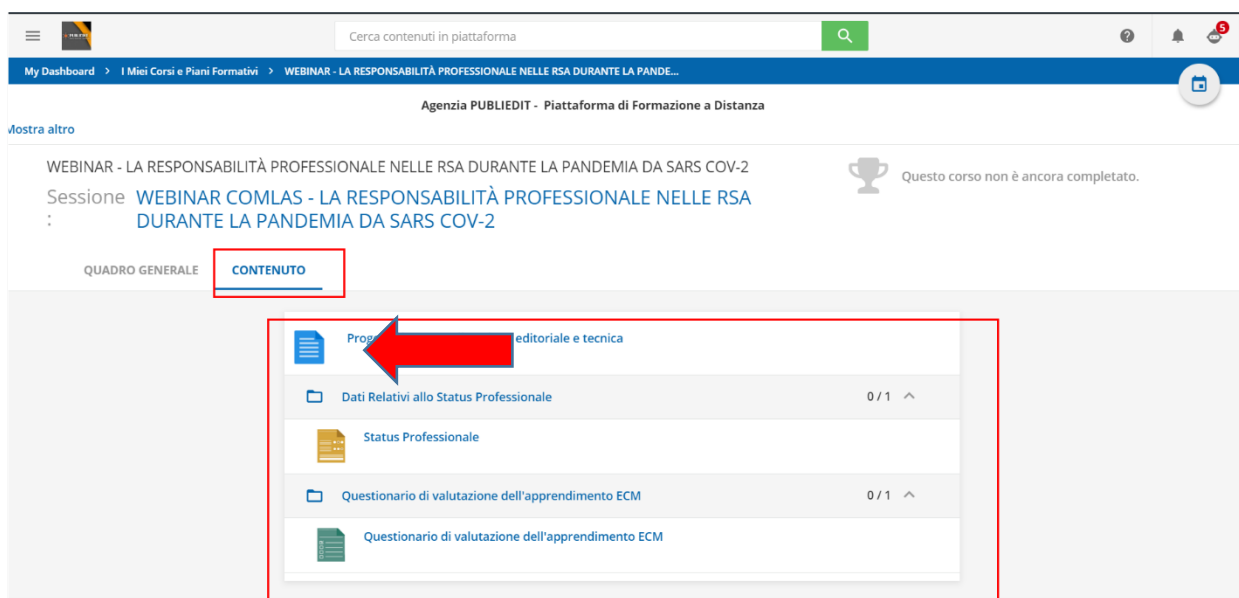 Cerca contenuti in piattaforma
5
My Dashboard > I Miei Corsi e Piani Formativi > WEBINAR - LA RESPONSABILITÀ PROFESSIONALE NELLE RSA DURANTE LA PANDE...
Agenzia PUBLIEDIT - Piattaforma di Formazione a Distanza
Mostra altro
WEBINAR - LA RESPONSABILITÀ PROFESSIONALE NELLE RSA DURANTE LA PANDEMIA DA SARS COV-2
Questo corso non è ancora completato.
Sessione WEBINAR COMLAS - LA RESPONSABILITÀ PROFESSIONALE NELLE RSA
: DURANTE LA PANDEMIA DA SARS COV-2
QUADRO GENERALE CONTENUTO
editoriale e tecnica
Dati Relativi allo Status Professionale 0 / 1
Status Professionale
Questionario di valutazione dell'apprendimento ECM 0 / 1
Questionario di valutazione dell'apprendimento ECM